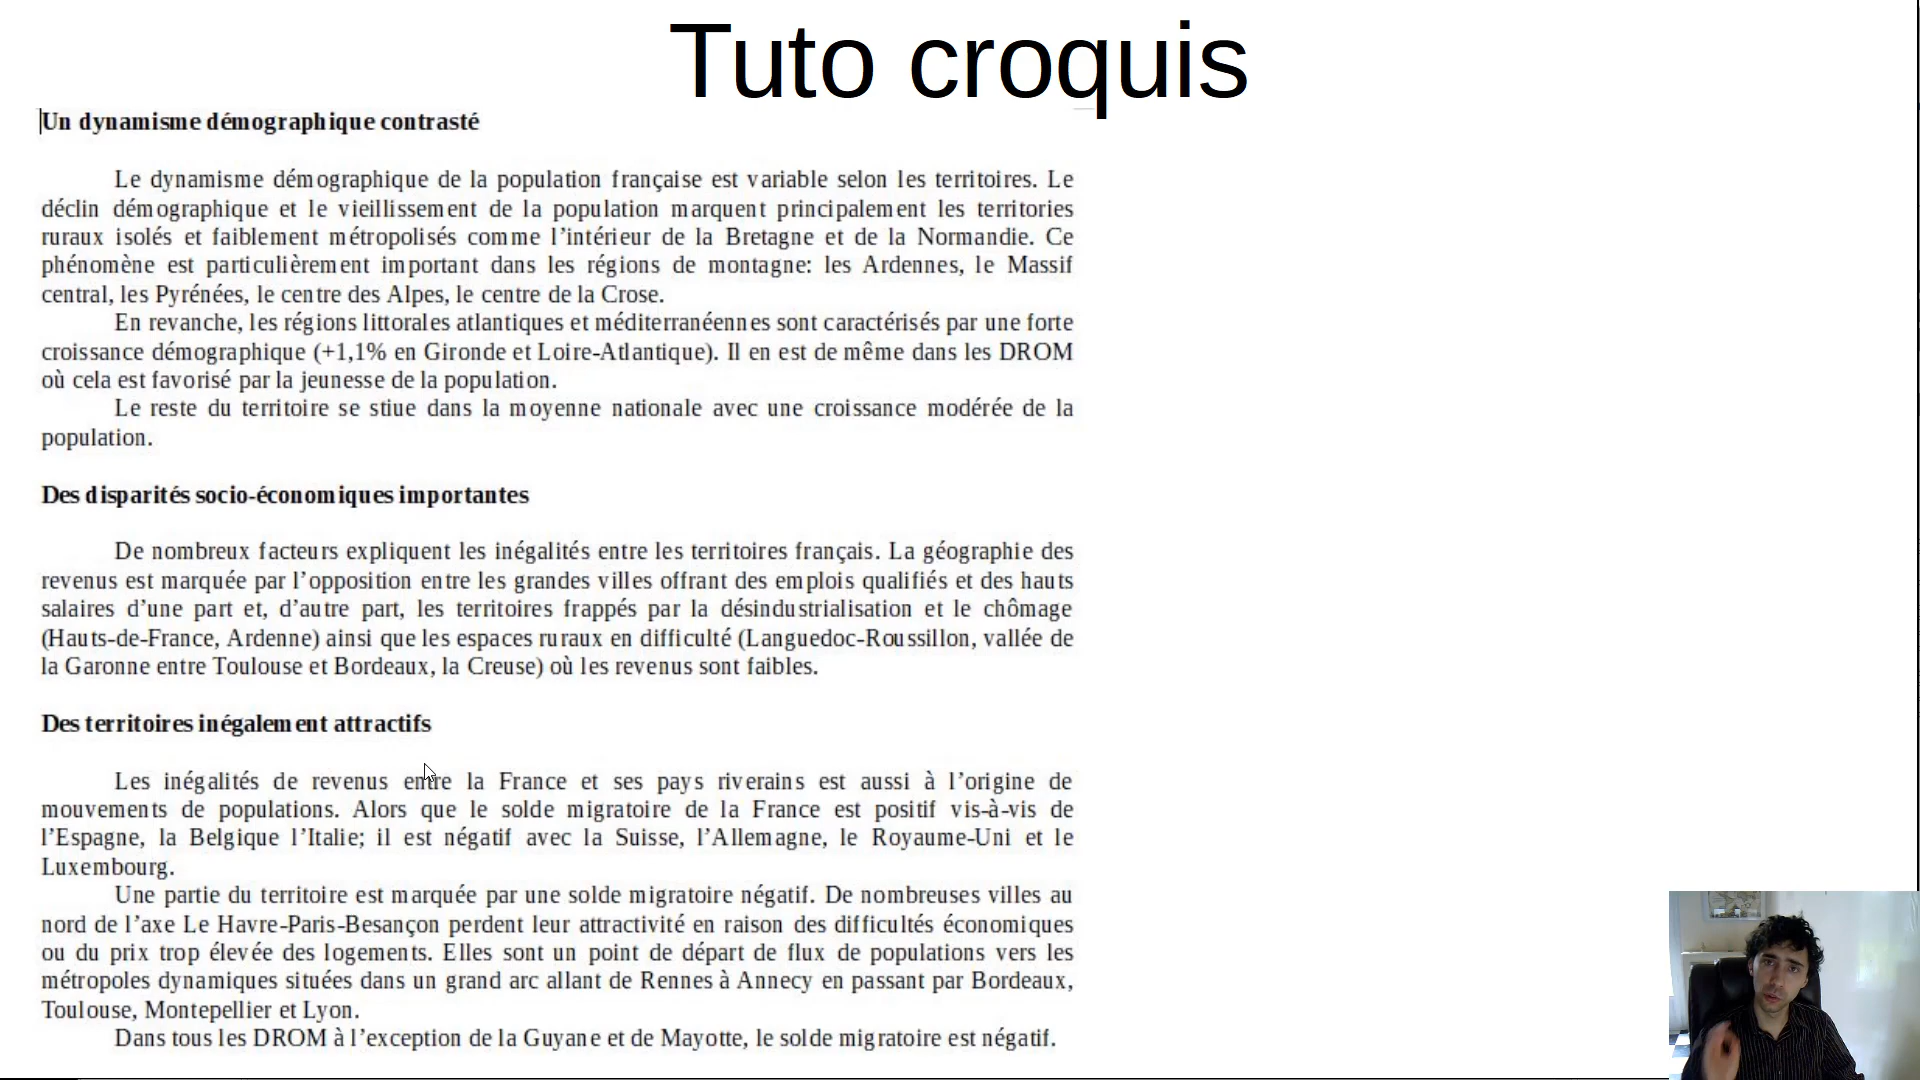 Tuto croquis
Un dynamisme démographique contrasté
Le dynamisme démographique de la population française est variable selon les territoires. Le
déclin démographique et le vieillissement de la population marquent principalement les territories
ruraux isolés et faiblement métropolisés comme l’intérieur de la Bretagne et de la Normandie. Ce
phénomène est particulièrement important dans les régions de montagne: les Ardennes, le Massif
central, les Pyrénées, le centre des Alpes, le centre de la Crose.
En revanche, les régions littorales atlantiques et méditerranéennes sont caractérisés par une forte
croissance démographique (+1,1% en Gironde et Loire-Atlantique). Il en est de même dans les DROM
où cela est favorisé par la jeunesse de la population.
Le reste du territoire se stiue dans la moyenne nationale avec une croissance modérée de la
population.
Des disparités socio-économiques importantes
De nombreux facteurs expliquent les inégalités entre les territoires français. La géographie des
revenus est marquée par l’opposition entre les grandes villes offrant des emplois qualifiés et des hauts
salaires d’une part et, d’autre part, les territoires frappés par la désindustrialisation et le chômage
(Hauts-de-France, Ardenne) ainsi que les espaces ruraux en difficulté (Languedoc-Roussillon, vallée de
la Garonne entre Toulouse et Bordeaux, la Creuse) où les revenus sont faibles.
Des territoires inégalement attractifs
Les inégalités de revenus entre la France et ses pays riverains est aussi à l’origine de
mouvements de populations. Alors que le solde migratoire de la France est positif vis-à-vis de
l’Espagne, la Belgique l’Italie; il est négatif avec la Suisse, l’Allemagne, le Royaume-Uni et le
Luxembourg.
Une partie du territoire est marquée par une solde migratoire négatif. De nombreuses villes au
nord de l’axe Le Havre-Paris-Besançon perdent leur attractivité en raison des difficultés économiques
ou du prix trop élevée des logements. Elles sont un point de départ de flux de populations vers les
métropoles dynamiques situées dans un grand arc allant de Rennes à Annecy en passant par Bordeaux,
Toulouse, Montepellier et Lyon.
Dans tous les DROM à l’exception de la Guyane et de Mayotte, le solde migratoire est négatif.